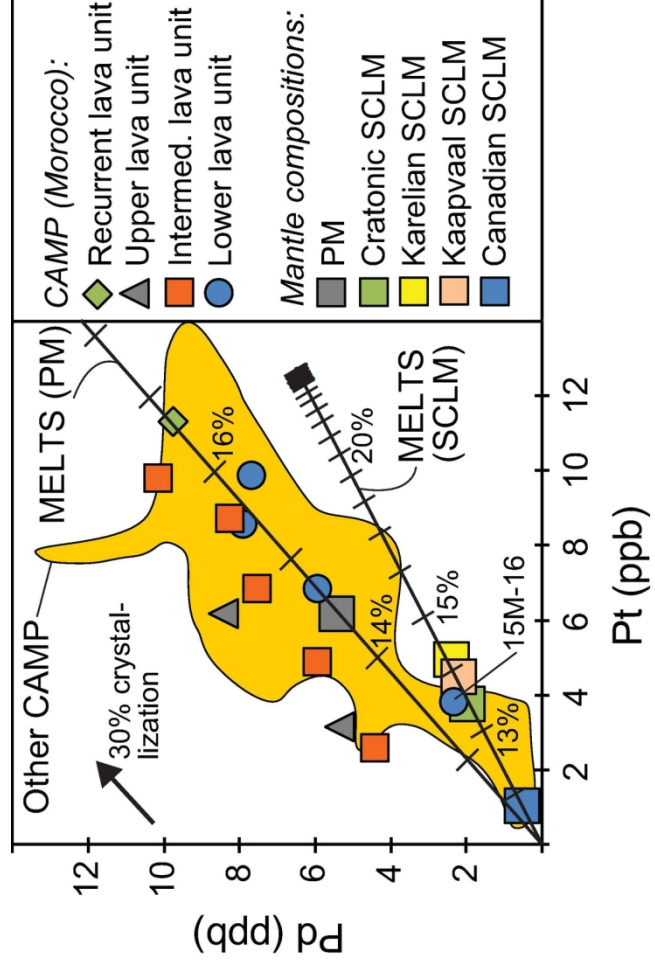 Other CAMP
MELTS (PM)
30% crystal-
lization
16%
14%
20%
MELTS
(SCLM)
15%
15M-16
13%
Pd (ppb)
12
10
8
6
4
2
2
4
6
8
10
12
Pt (ppb)
CAMP (Morocco):
Recurrent lava unit
Upper lava unit
Intermed. lava unit
Lower lava unit
Mantle compositions:
PM
Cratonic SCLM
Karelian SCLM
Kaapvaal SCLM
Canadian SCLM